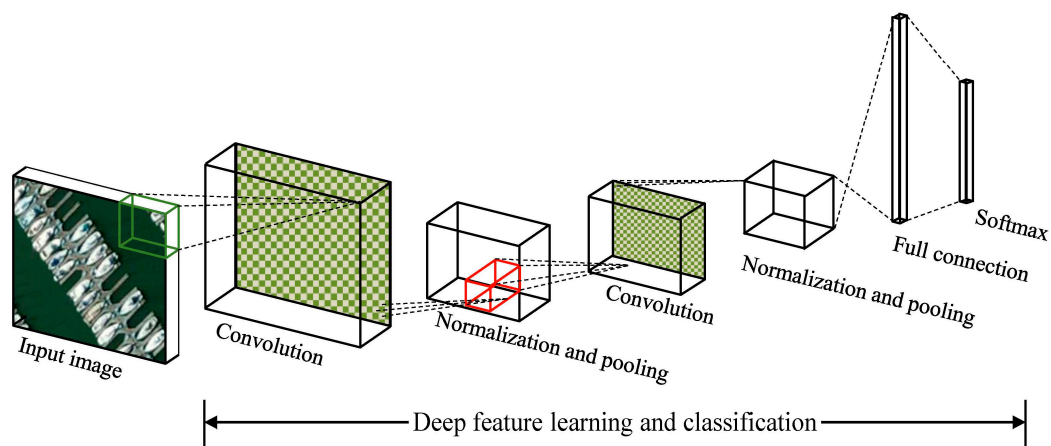 Input image
Convolution
Normalization and pooling
Convolution
Normalization and pooling
Full connection
Softmax
Deep feature learning and classification